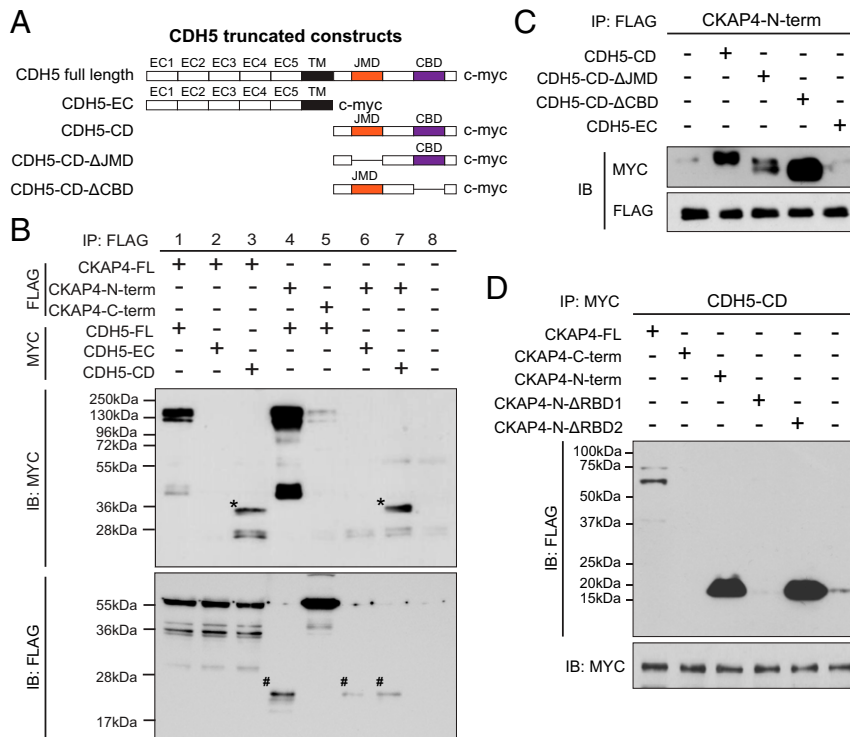 A
CDH5 truncated constructs
EC1 EC2 EC3 EC4 EC5 TM JMD CBD
CDH5 full length c-myc
EC1 EC2 EC3 EC4 EC5 TM
CDH5-EC c-myc
JMD CBD
CDH5-CD c-myc
CBD
CDH5-CD-ΔJMD c-myc
JMD
CDH5-CD-ΔCBD c-myc
B
IP: FLAG 1 2 3 4 5 6 7 8
FLAG
CKAP4-FL + + + - - - - -
CKAP4-N-term - - - + - + + -
CKAP4-C-term - - - - + - - -
MYC
CDH5-FL + - - + + - - -
CDH5-EC - + - - - + - -
CDH5-CD - - + - - - + -
IB: MYC
250kDa
130kDa
96kDa
72kDa
55kDa
36kDa * *
28kDa
IB: FLAG
55kDa
36kDa
28kDa
# # #
17kDa
C
IP: FLAG CKAP4-N-term
CDH5-CD - + - - -
CDH5-CD-ΔJMD - - + - -
CDH5-CD-ΔCBD - - - + -
CDH5-EC - - - - +
IB
MYC
FLAG
D
IP: MYC CDH5-CD
CKAP4-FL + - - - - -
CKAP4-C-term - + - - - -
CKAP4-N-term - - + - - -
CKAP4-N-ΔRBD1 - - - + - -
CKAP4-N-ΔRBD2 - - - - + -
IB: FLAG
100kDa
75kDa
50kDa
37kDa
25kDa
20kDa
15kDa
IB: MYC